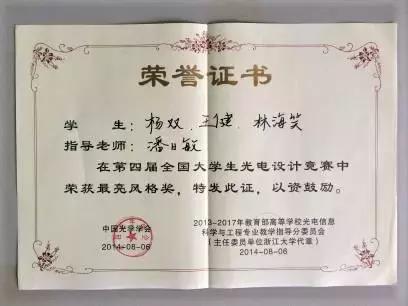 荣誉证书
学生：杨双、王健、林海笑
指导老师：潘日敏
在第四届全国大学生光电设计竞赛中
荣获最亮风格奖，特发此证，以资鼓励。
中国光学学会
2014-08-06
2013-2017年教育部高等学校光电信息
科学与工程专业教学指导分委员会
（主任委员单位浙江大学代章）
2014-08-06